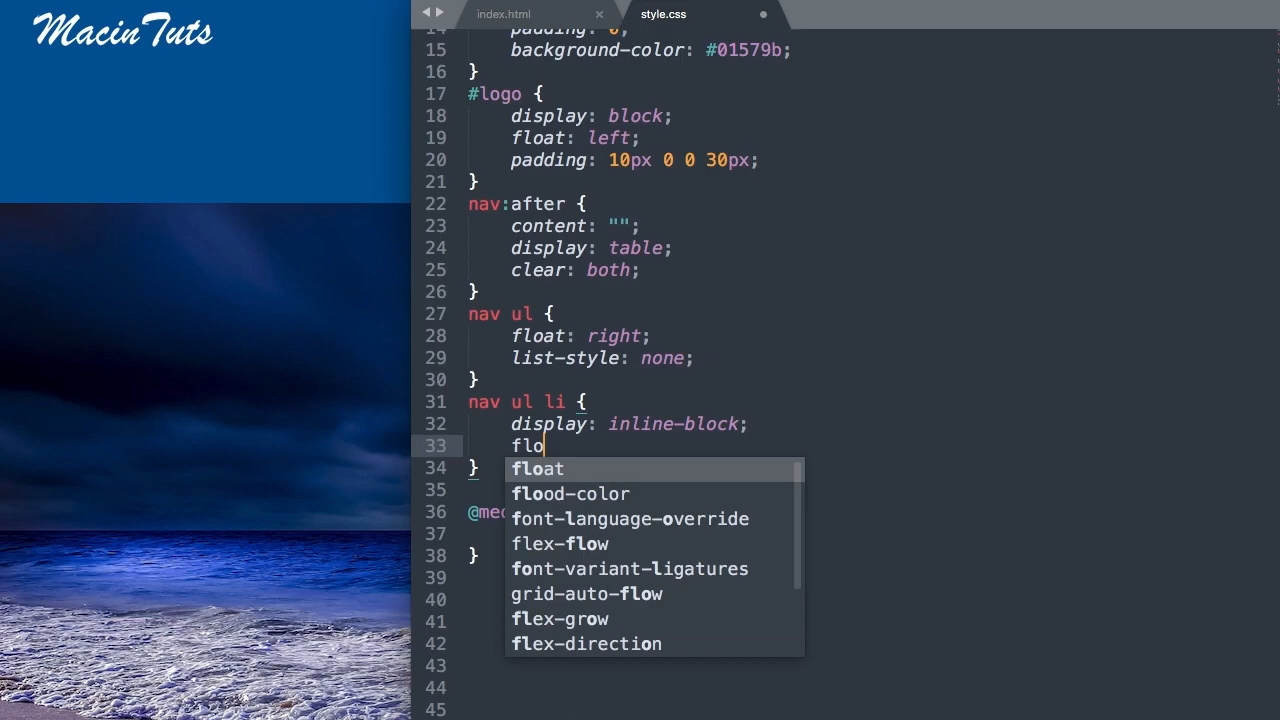 MacinTuts
index.html
style.css
14 padding: 0;
15 background-color: #01579b;
16 }
17 #logo {
18 display: block;
19 float: left;
20 padding: 10px 0 0 30px;
21 }
22 nav:after {
23 content: "";
24 display: table;
25 clear: both;
26 }
27 nav ul {
28 float: right;
29 list-style: none;
30 }
31 nav ul li {
32 display: inline-block;
33 flo
34 }
float
35
flood-color
36 @med
font-language-override
37
flex-flow
38 }
font-variant-ligatures
39
grid-auto-flow
40
flex-grow
41
flex-direction
42
43
44
45